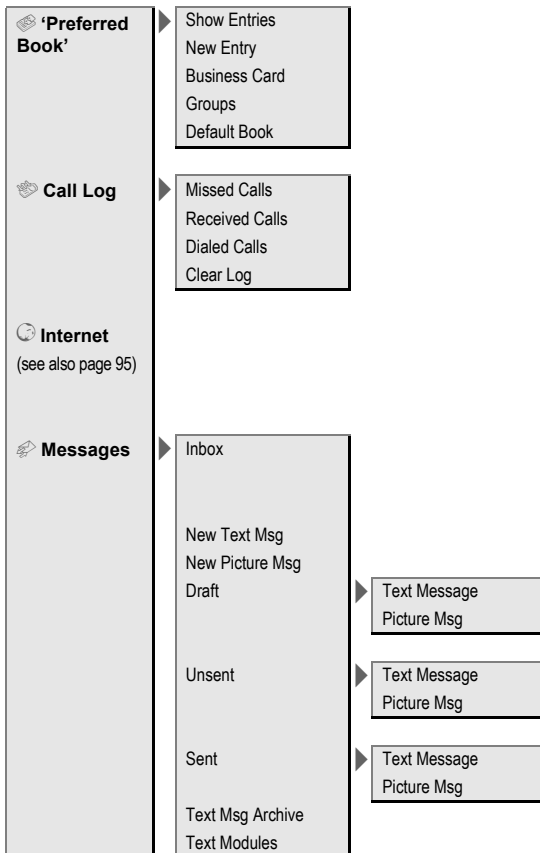 ‘Preferred
Book’
Show Entries
New Entry
Business Card
Groups
Default Book
Call Log
Missed Calls
Received Calls
Dialed Calls
Clear Log
Internet
(see also page 95)
Messages
Inbox
New Text Msg
New Picture Msg
Draft
Text Message
Picture Msg
Unsent
Text Message
Picture Msg
Sent
Text Message
Picture Msg
Text Msg Archive
Text Modules